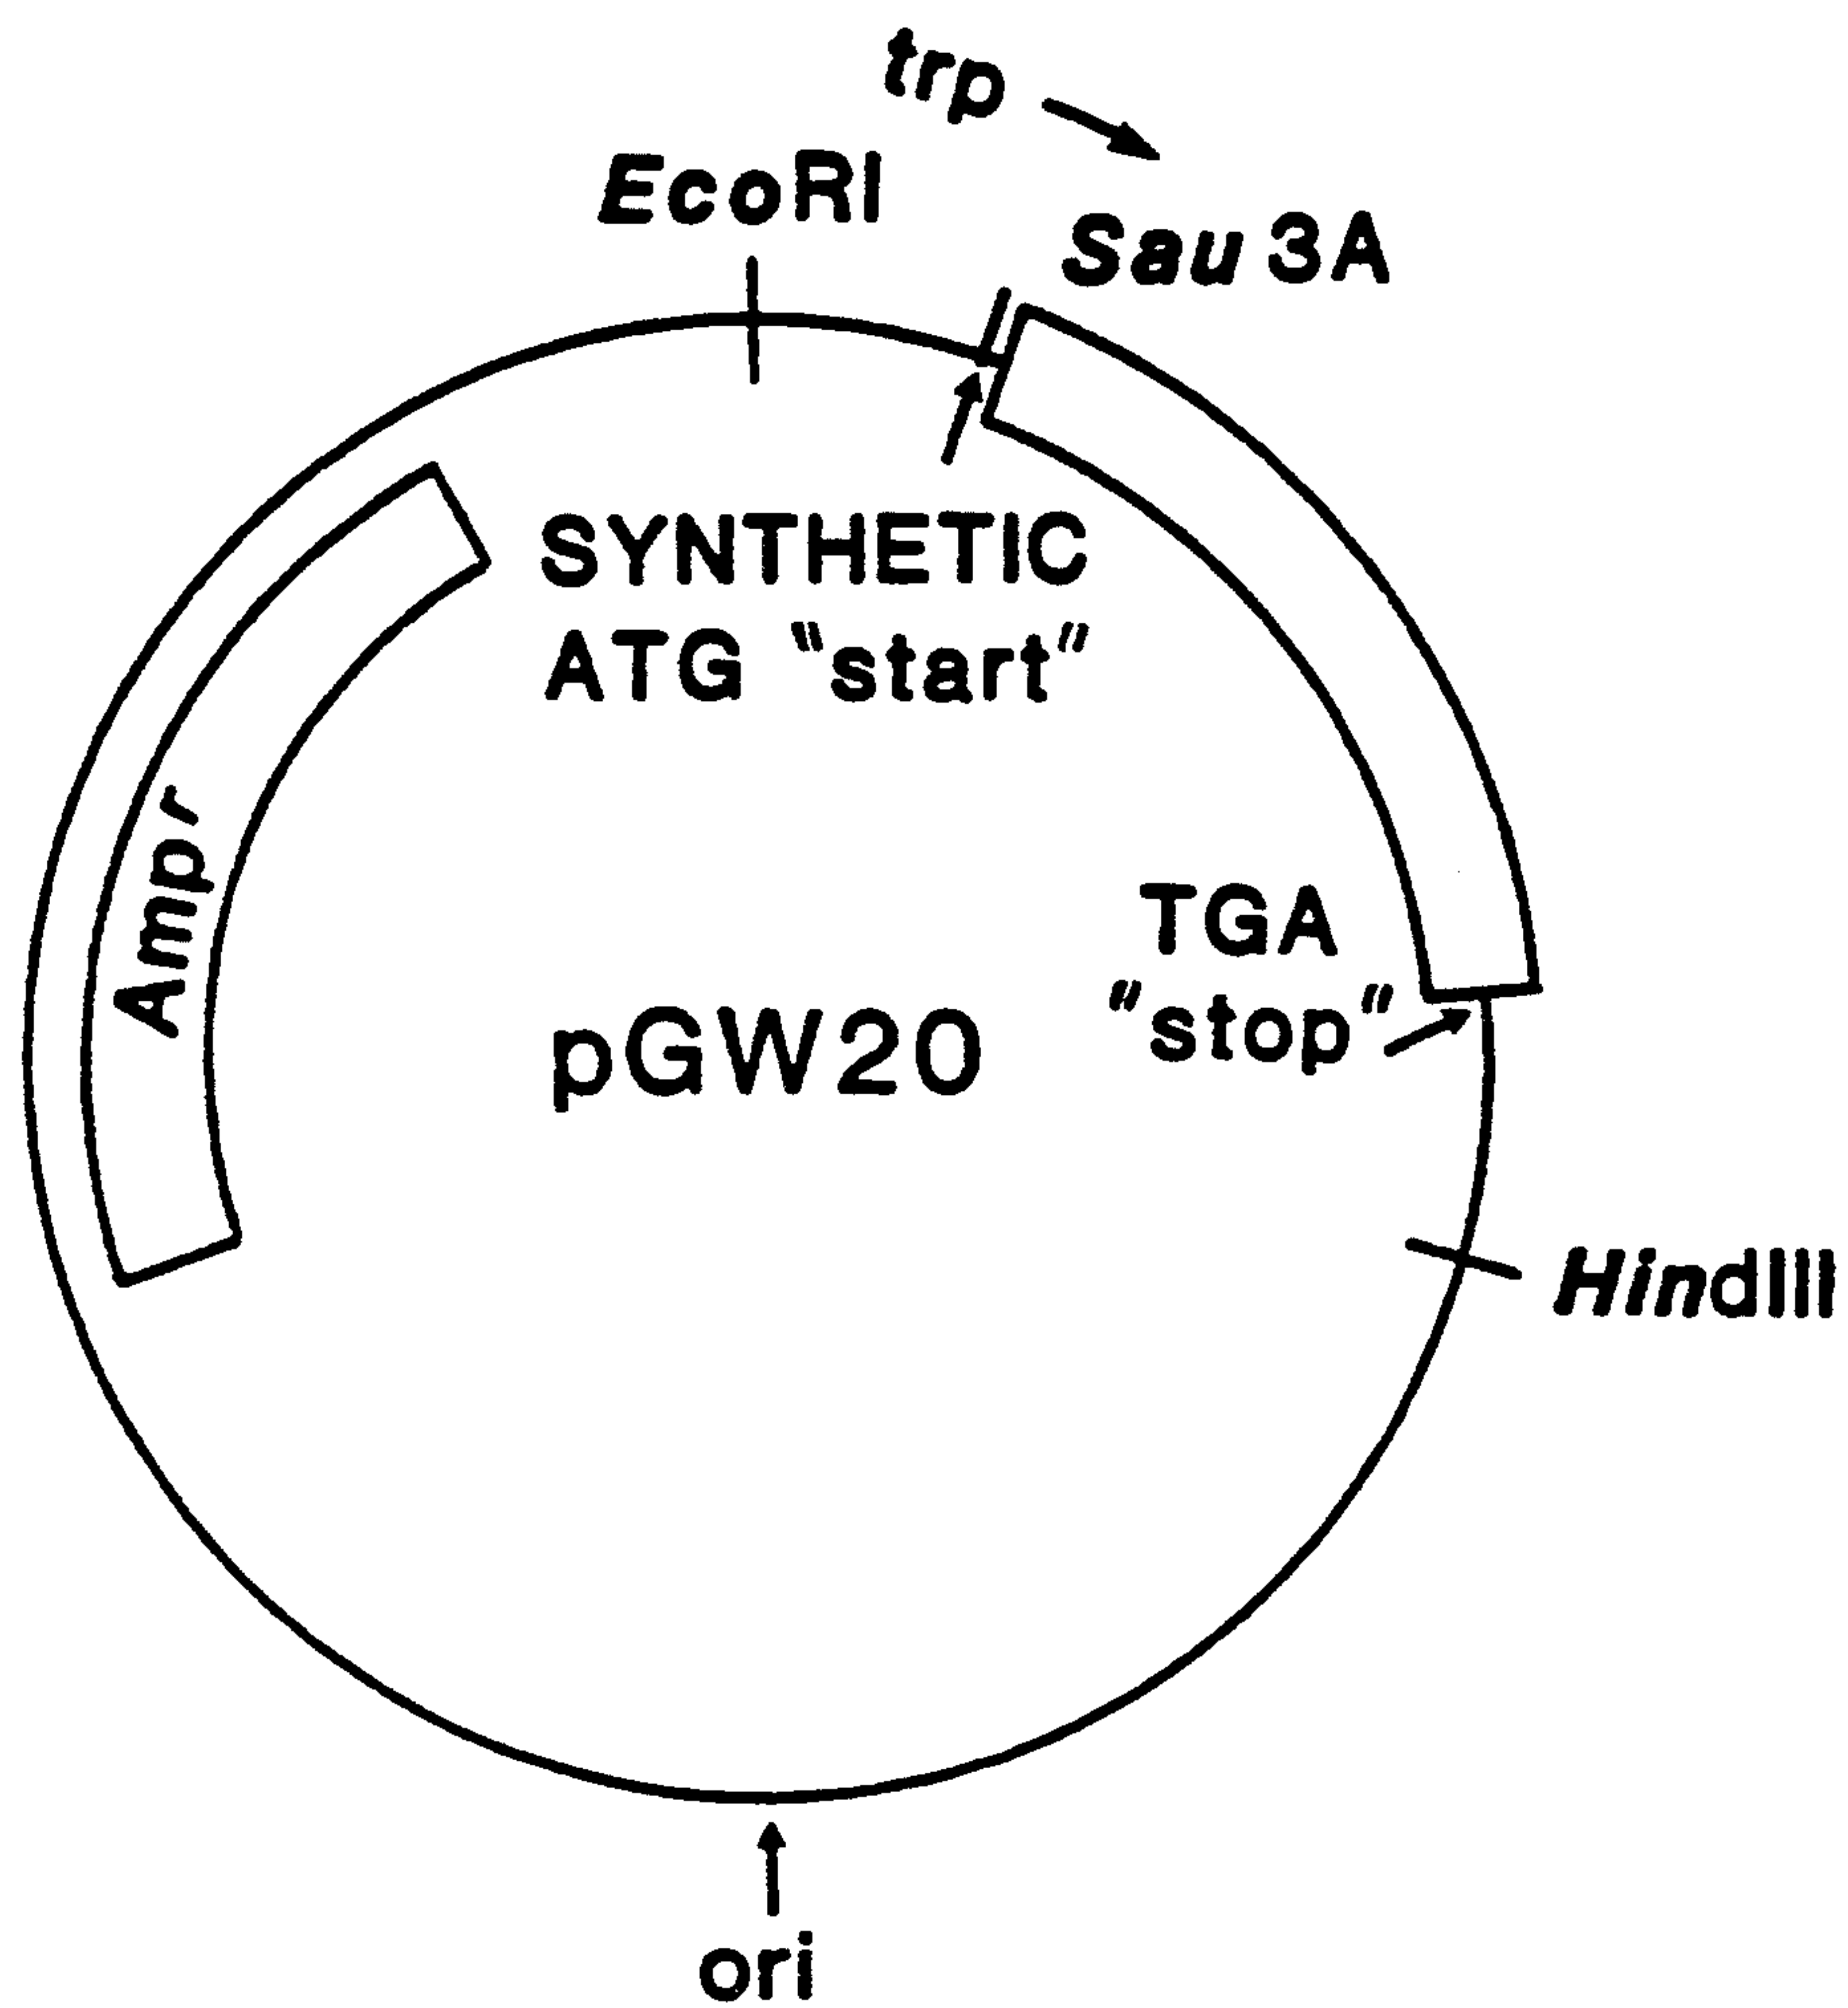 trp
EcoRI
Sau 3A
SYNTHETIC
ATG "start"
Ampr
TGA
"stop"
pGW20
HindIII
ori